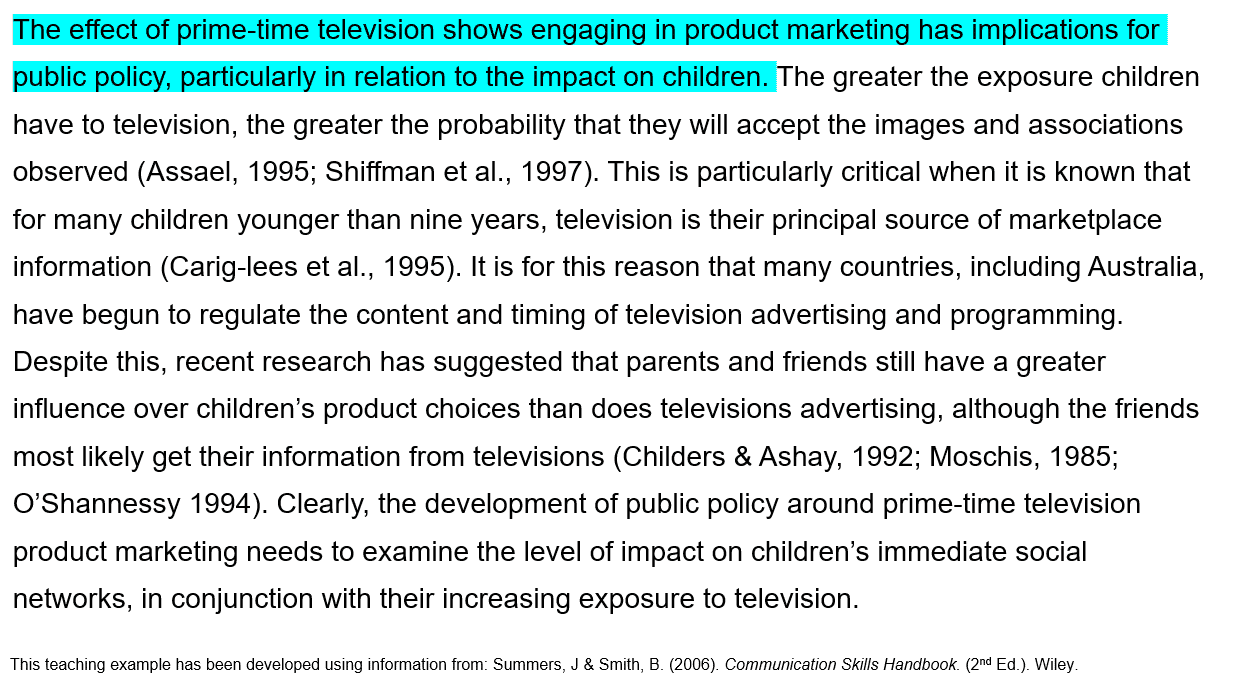 The effect of prime-time television shows engaging in product marketing has implications for
public policy, particularly in relation to the impact on children. The greater the exposure children
have to television, the greater the probability that they will accept the images and associations
observed (Assael, 1995; Shiffman et al., 1997). This is particularly critical when it is known that
for many children younger than nine years, television is their principal source of marketplace
information (Carig-lees et al., 1995). It is for this reason that many countries, including Australia,
have begun to regulate the content and timing of television advertising and programming.
Despite this, recent research has suggested that parents and friends still have a greater
influence over children’s product choices than does televisions advertising, although the friends
most likely get their information from televisions (Childers & Ashay, 1992; Moschis, 1985;
O’Shannessy 1994). Clearly, the development of public policy around prime-time television
product marketing needs to examine the level of impact on children’s immediate social
networks, in conjunction with their increasing exposure to television.
This teaching example has been developed using information from: Summers, J & Smith, B. (2006). Communication Skills Handbook. (2nd Ed.). Wiley.